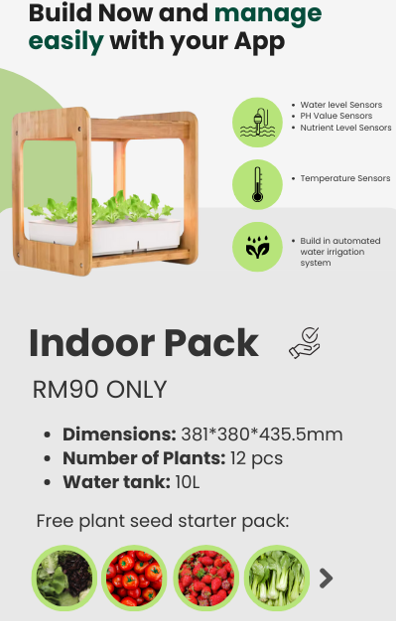 Build Now and manage
easily with your App
• Water level Sensors
• PH Value Sensors
• Nutrient Level Sensors
• Temperature Sensors
• Build in automated
water irrigation
system
Indoor Pack
RM90 ONLY
• Dimensions: 381*380*435.5mm
• Number of Plants: 12 pcs
• Water tank: 10L
Free plant seed starter pack: